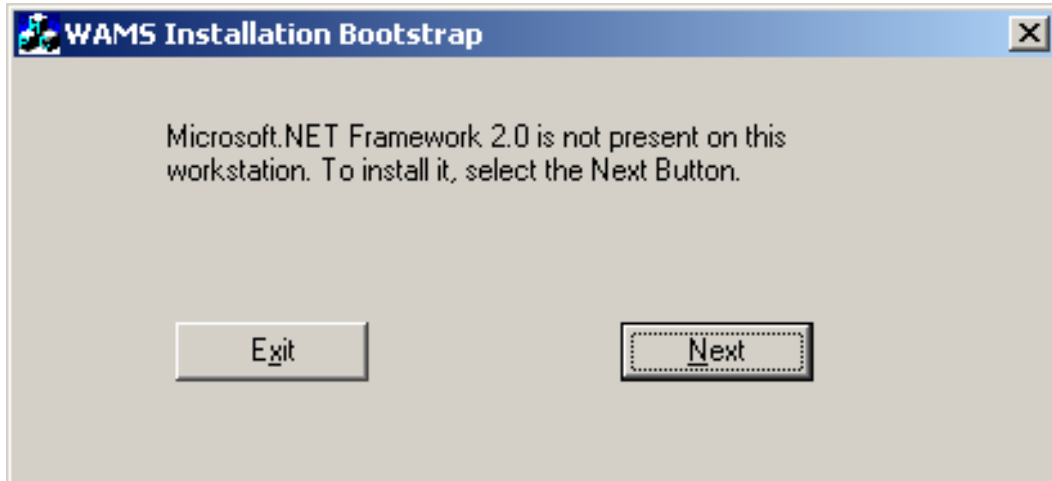 WAMS Installation Bootstrap
Microsoft.NET Framework 2.0 is not present on this
workstation. To install it, select the Next Button.
Exit
Next